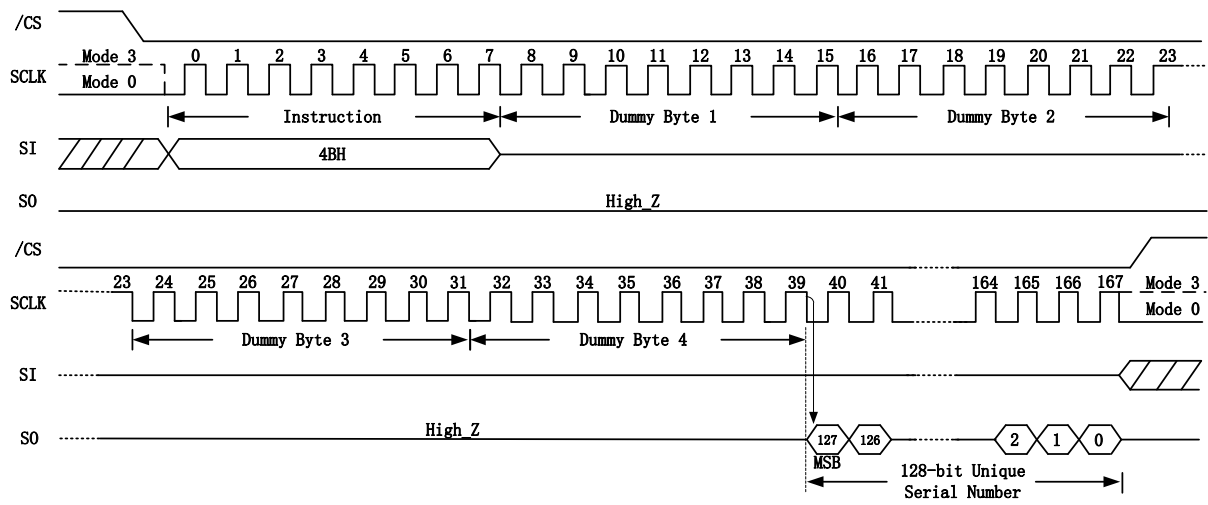 /CS
Mode 3 0 1 2 3 4 5 6 7 8 9 10 11 12 13 14 15 16 17 18 19 20 21 22 23
SCLK
Mode 0
Instruction Dummy Byte 1 Dummy Byte 2
SI 4BH
SO High_Z
/CS
23 24 25 26 27 28 29 30 31 32 33 34 35 36 37 38 39 40 41 164 165 166 167 Mode 3
SCLK Mode 0
Dummy Byte 3 Dummy Byte 4
SI
SO High_Z 127 126 2 1 0
MSB 128-bit Unique
Serial Number